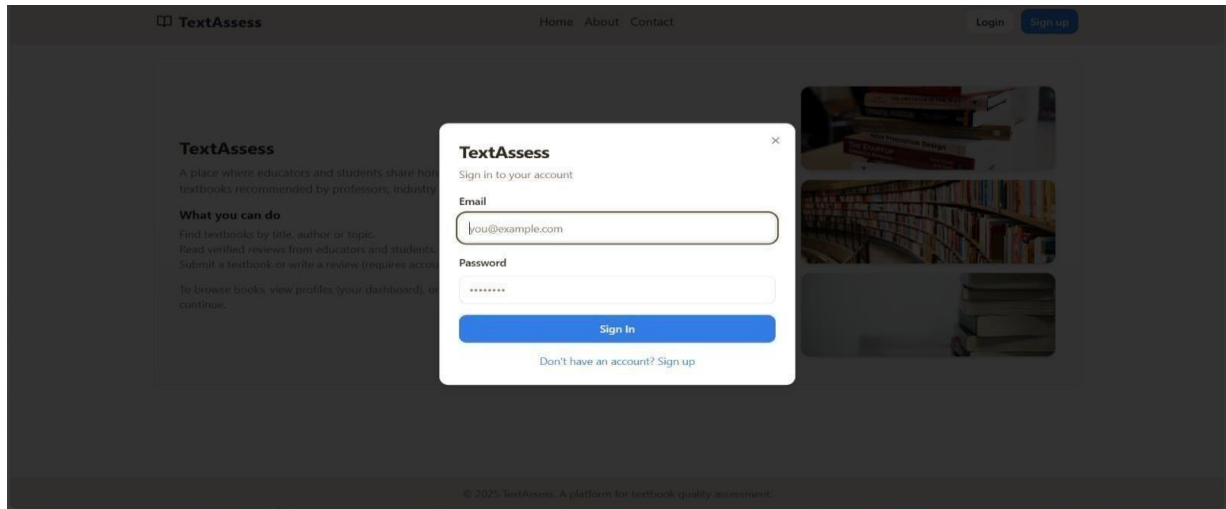 TextAssess
Home About Contact
Login
Sign up
TextAssess
A place where educators and students share hon
textbooks recommended by professors, industry
What you can do
Find textbooks by title, author or topic.
Read verified reviews from educators and students.
Submit a textbook or write a review (requires accou
To browse books, view profiles (your dashboard), or
continue.
TextAssess
×
Sign in to your account
Email
you@example.com
Password
••••••••
Sign In
Don't have an account? Sign up
© 2025 TextAssess. A platform for textbook quality assessment.